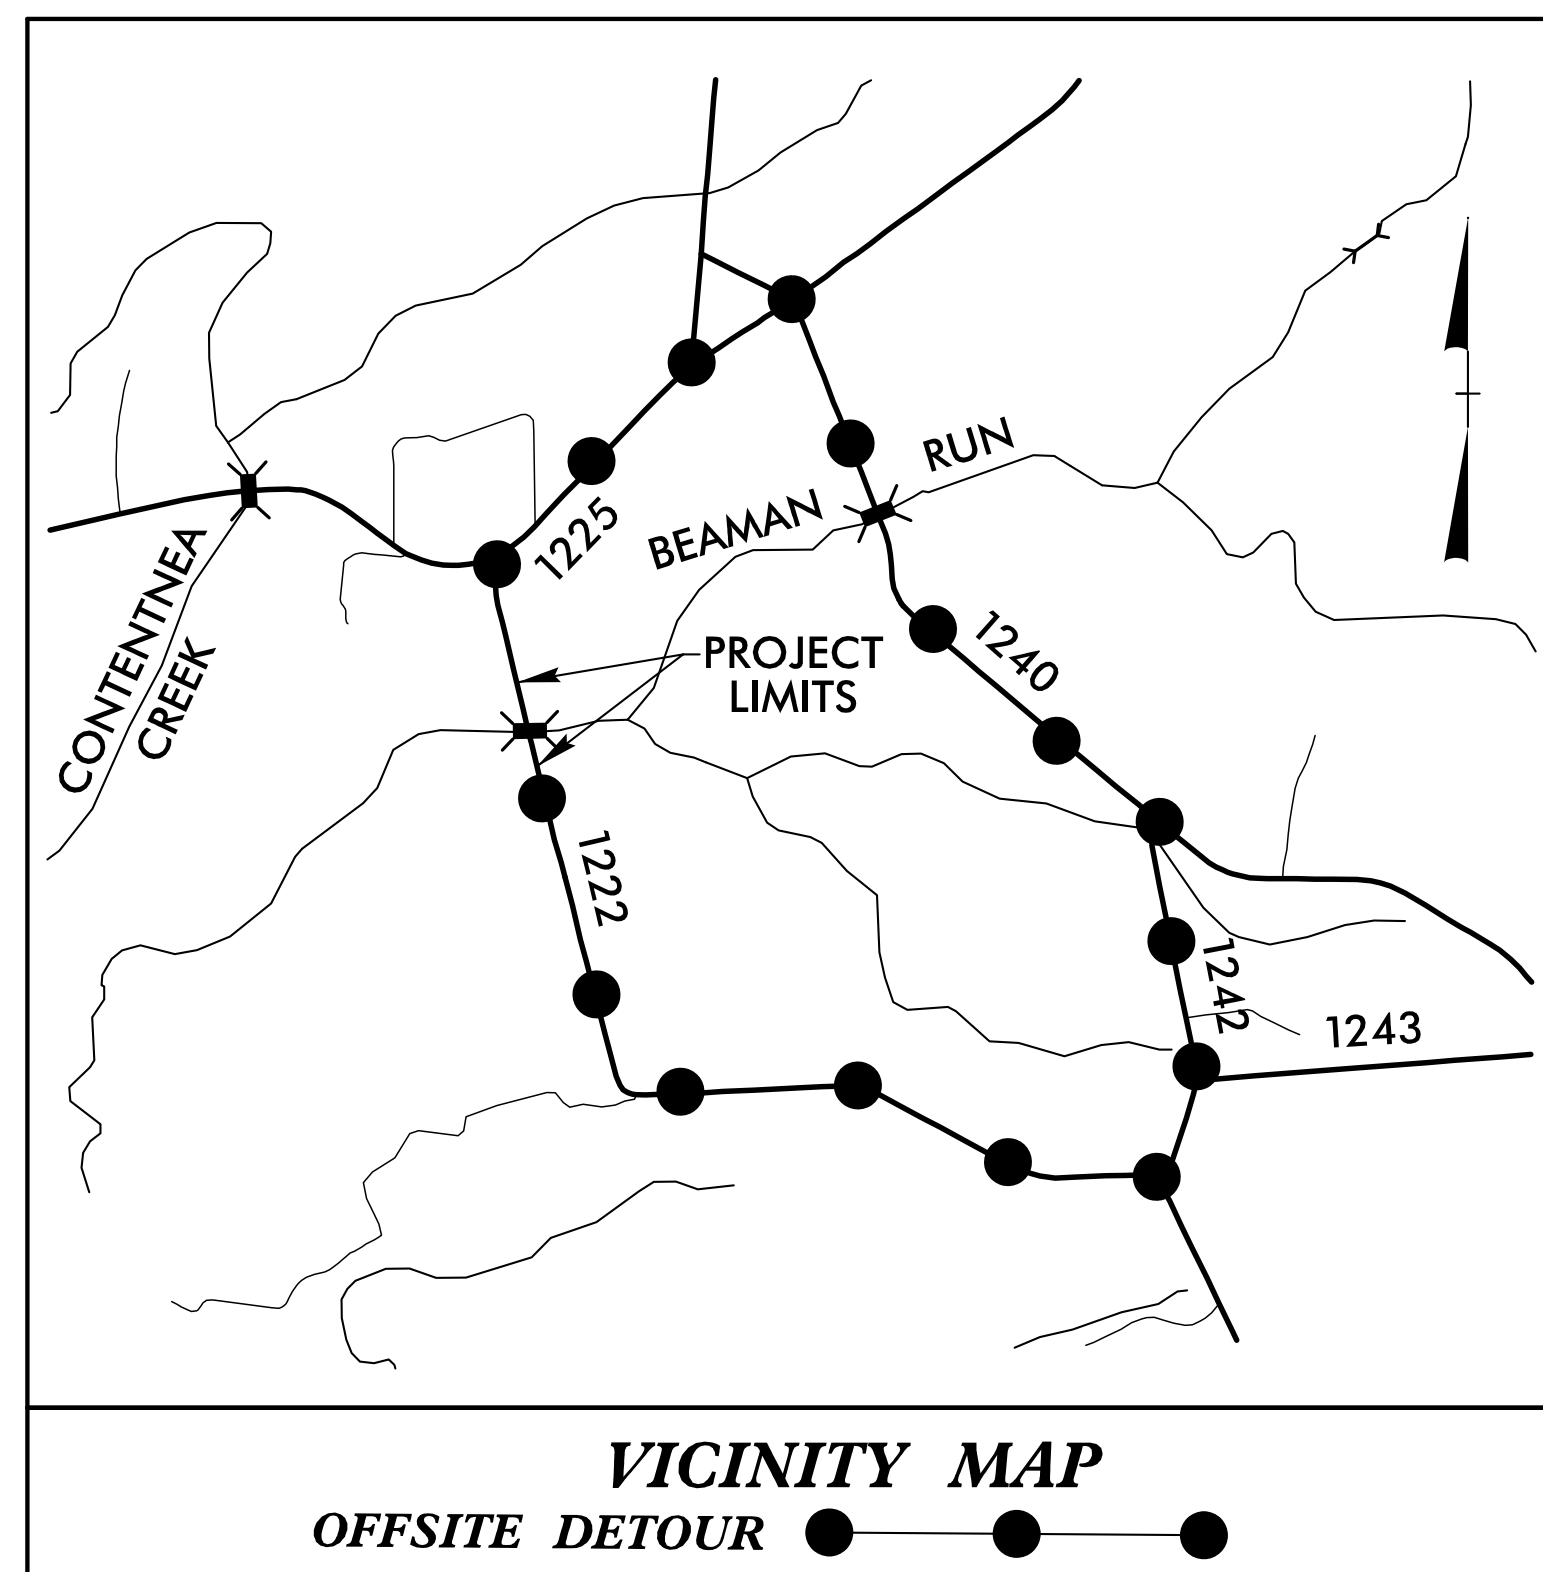 RUN
BEAMAN
1225
CONTENTNEA
CREEK
PROJECT
LIMITS
1240
1222
1242
1243
VICINITY MAP
OFFSITE DETOUR